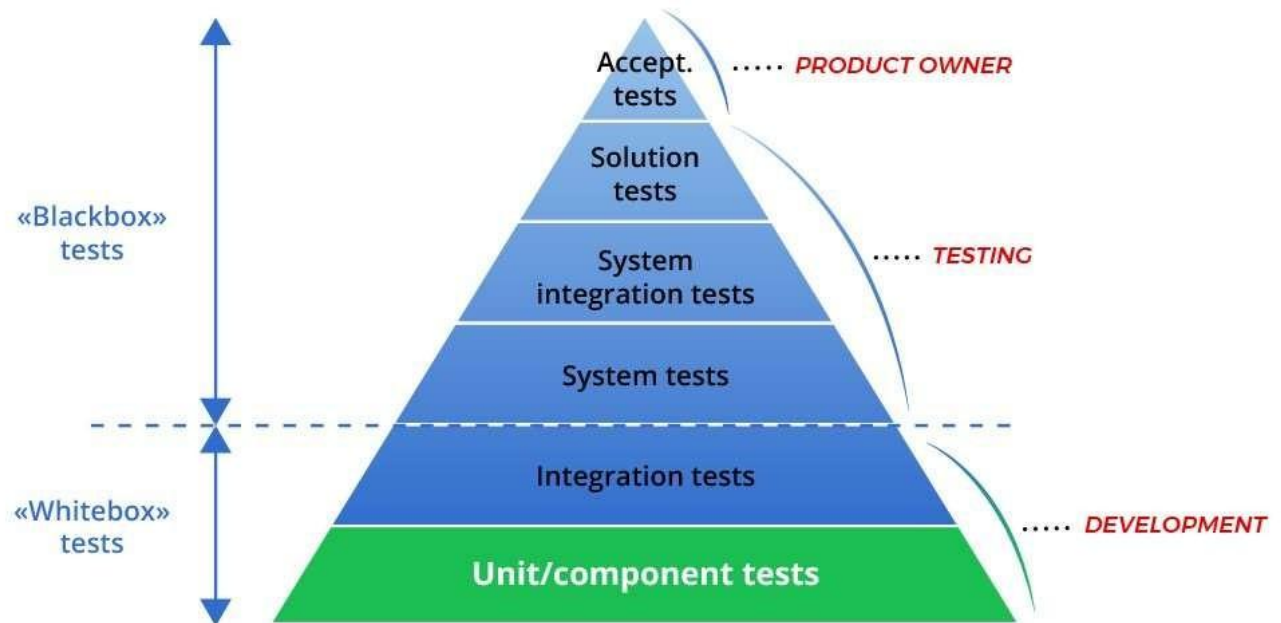 Accept.
tests
PRODUCT OWNER
Solution
tests
«Blackbox»
tests
System
integration tests
TESTING
System tests
Integration tests
«Whitebox»
tests
DEVELOPMENT
Unit/component tests